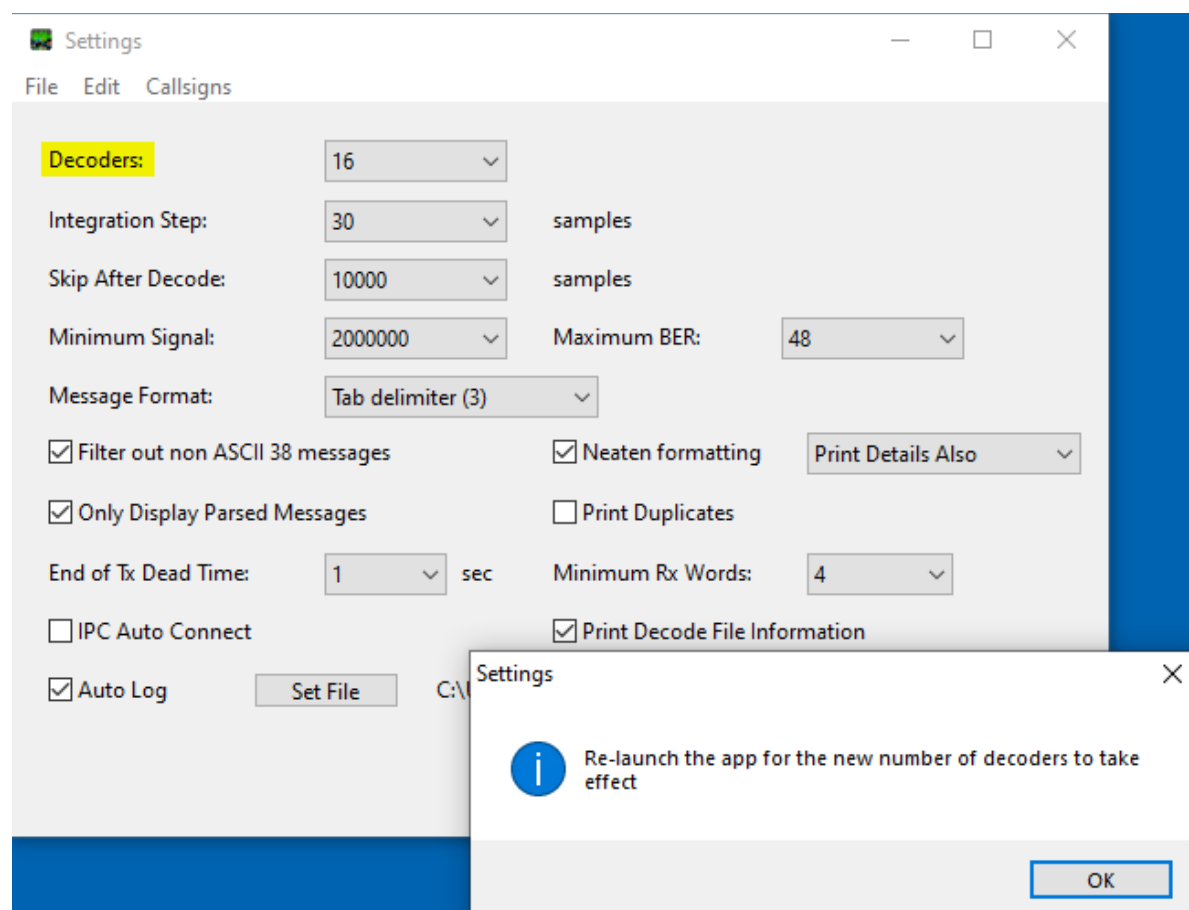 Settings
File Edit Callsigns
Decoders: 16
Integration Step: 30 samples
Skip After Decode: 10000 samples
Minimum Signal: 2000000 Maximum BER: 48
Message Format: Tab delimiter (3)
Filter out non ASCII 38 messages Neaten formatting Print Details Also
Only Display Parsed Messages Print Duplicates
End of Tx Dead Time: 1 sec Minimum Rx Words: 4
IPC Auto Connect Print Decode File Information
Auto Log Set File C:\
Settings
Re-launch the app for the new number of decoders to take
effect
OK